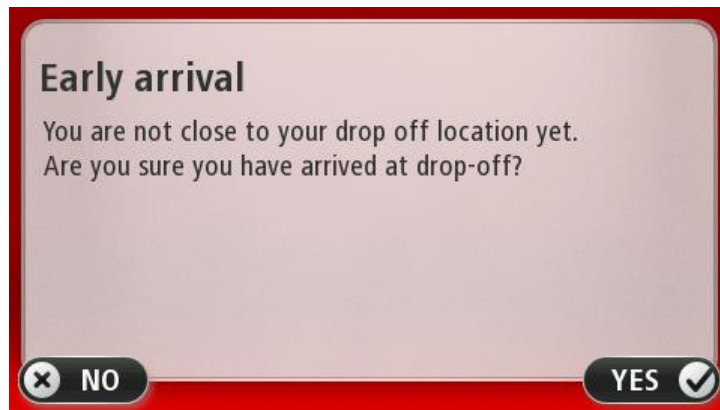 Early arrival
You are not close to your drop off location yet.
Are you sure you have arrived at drop-off?
NO
YES